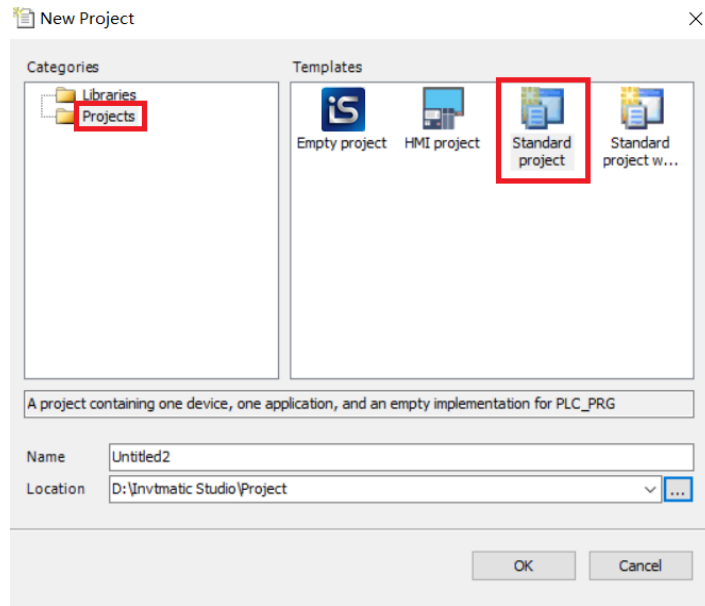 New Project
Categories
Templates
Libraries
Projects
iS
Empty project
HMI project
Standard
project
Standard
project w...
A project containing one device, one application, and an empty implementation for PLC_PRG
Name
Untitled2
Location
D:\Invtmatic Studio\Project
...
OK
Cancel